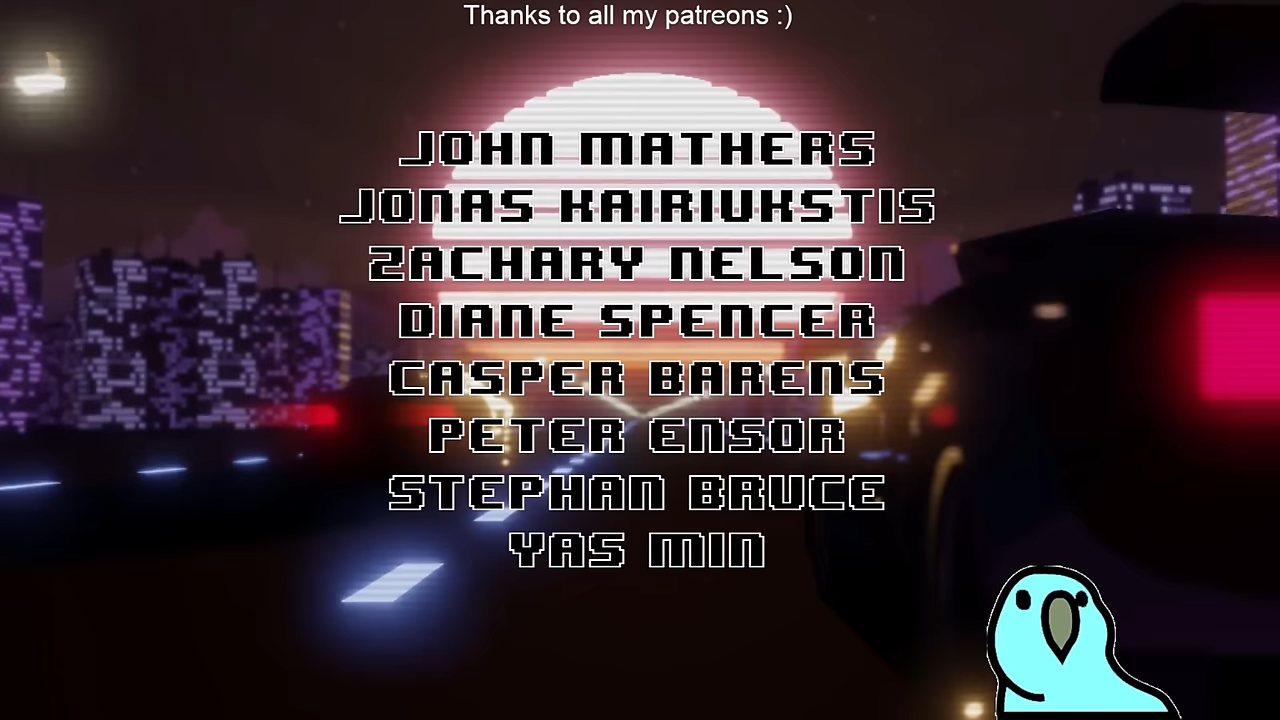 Thanks to all my patreons :)
JOHN MATHERS
JONAS KAIRIUKSTIS
ZACHARY NELSON
DIANE SPENCER
CASPER BARENS
PETER ENSOR
STEPHAN BRUCE
YAS MIN